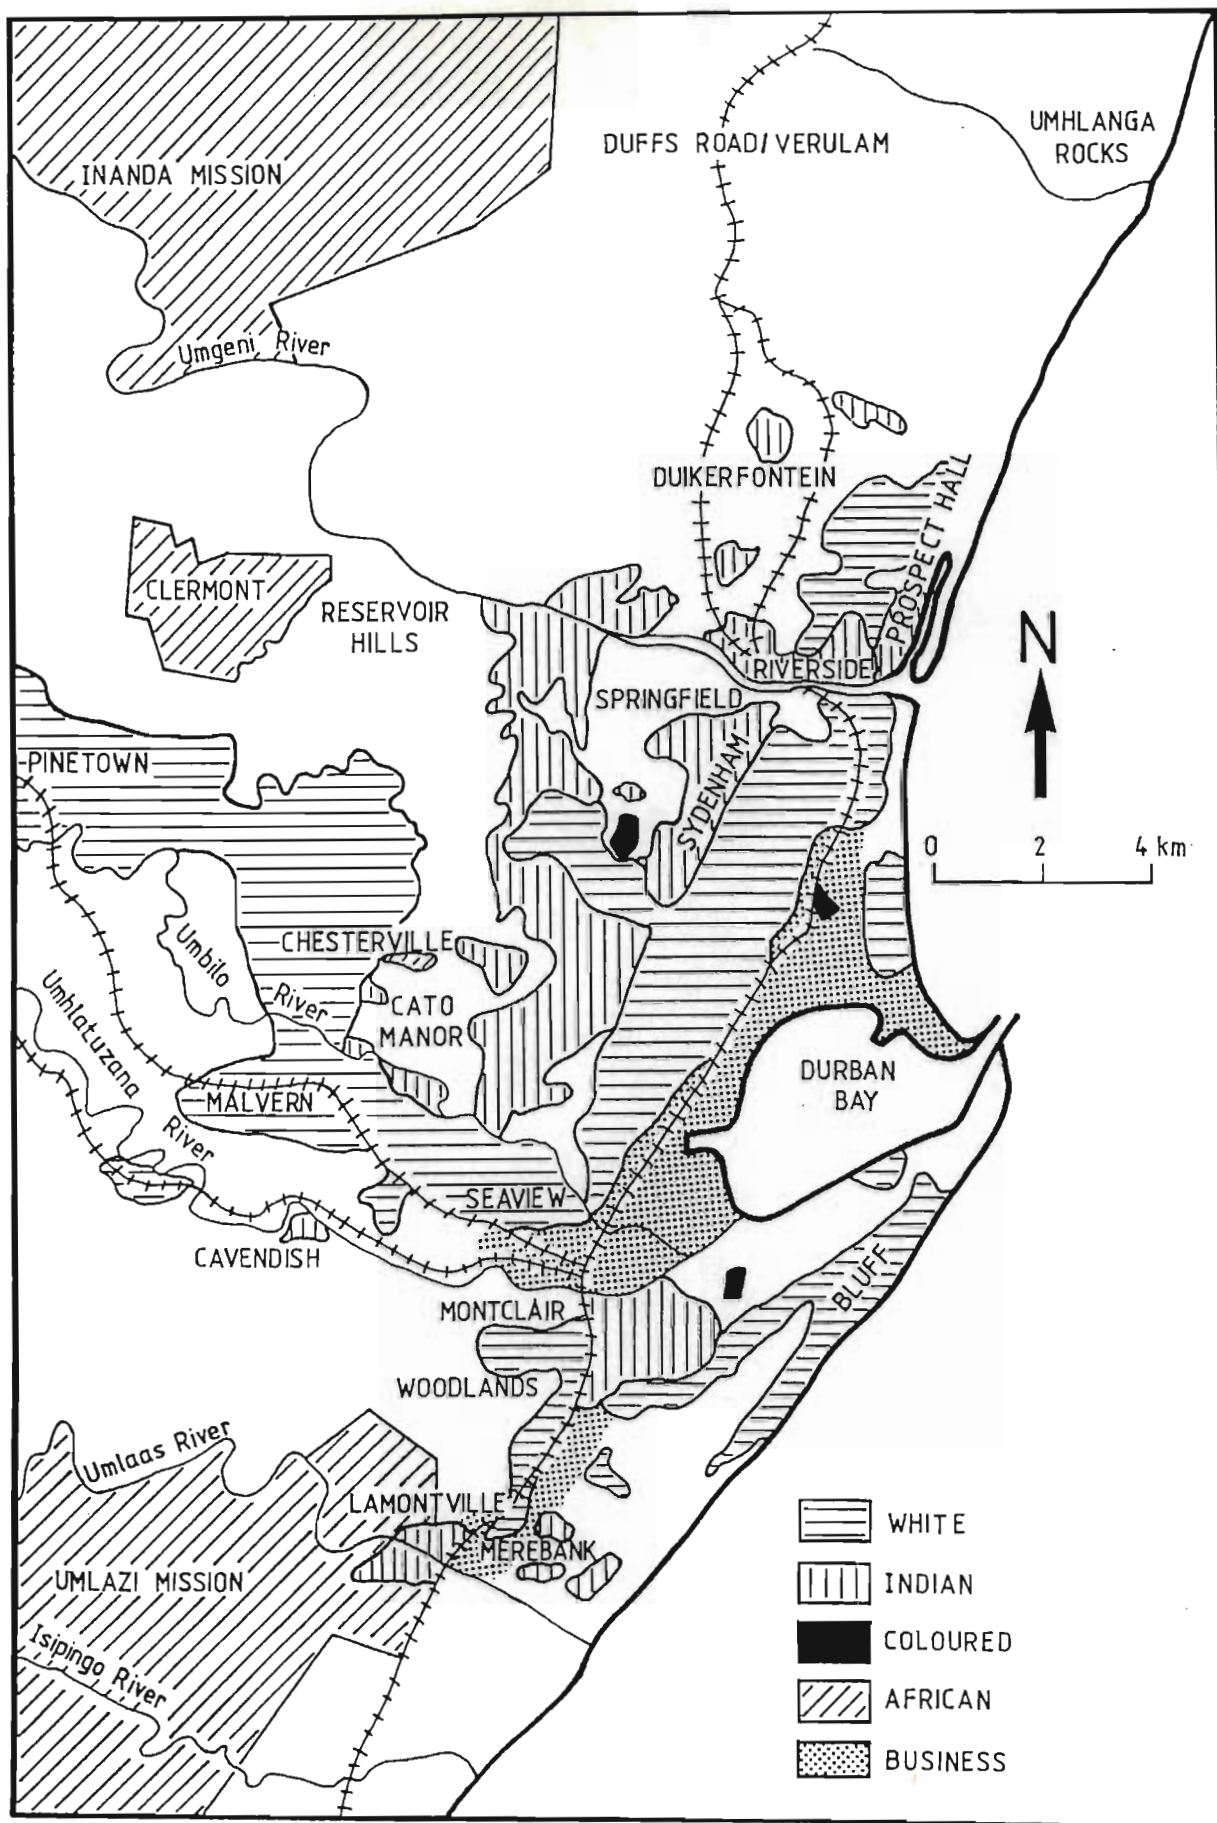 DUFFS ROAD/VERULAM
UMHLANGA
ROCKS
INANDA MISSION
Umgeni River
DUIKERFONTEIN
PROSPECT HALL
CLERMONT
RESERVOIR
HILLS
N
RIVERSIDE
SPRINGFIELD
PINETOWN
SYDENHAM
0 2 4 km
CHESTERVILLE
Umbilo
River
CATO
MANOR
Umhlatuzana
River
DURBAN
BAY
MALVERN
SEAVIEW
CAVENDISH
BLUFF
MONTCLAIR
WOODLANDS
Umlaas River
LAMONTVILLE
MEREBANK
UMLAZI MISSION
Isipingo River
WHITE
INDIAN
COLOURED
AFRICAN
BUSINESS